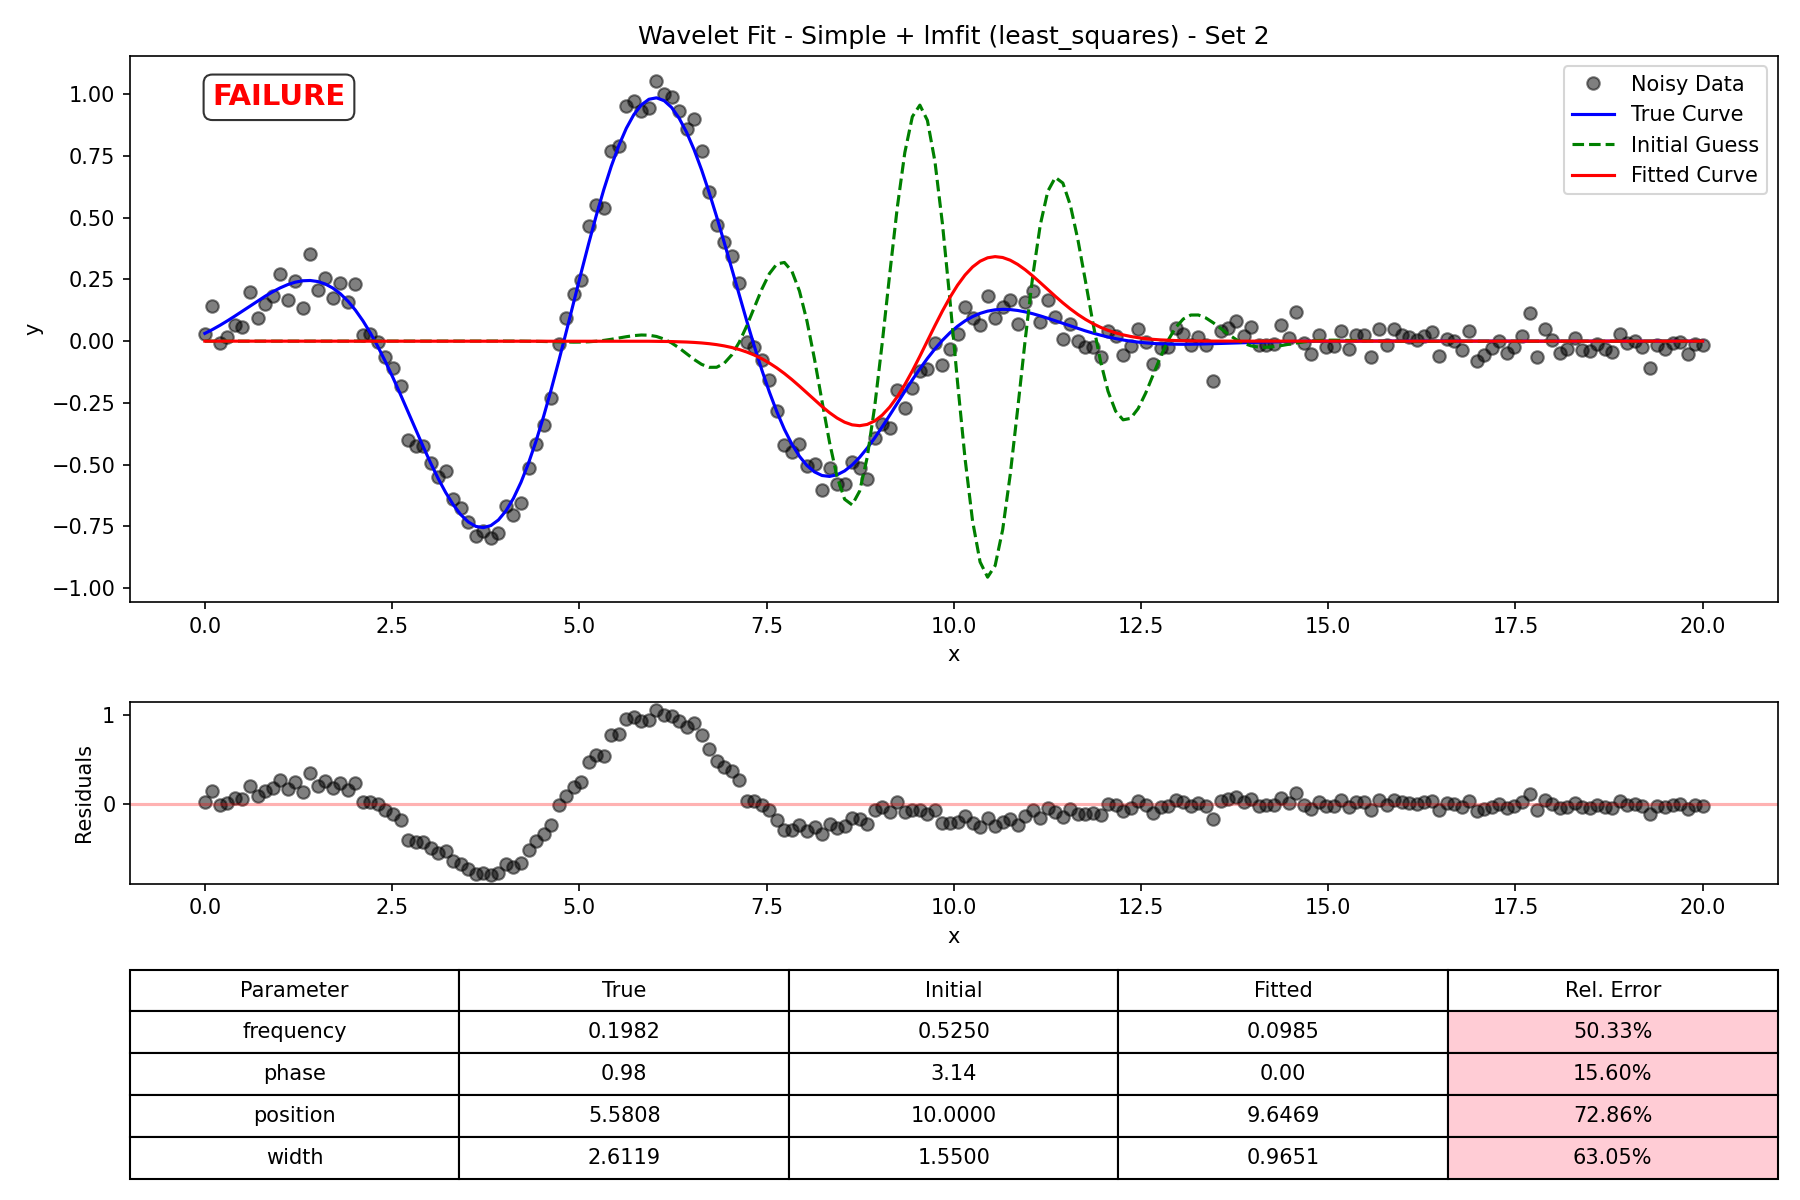 Wavelet Fit - Simple + lmfit (least_squares) - Set 2
FAILURE
Noisy Data
True Curve
Initial Guess
Fitted Curve
1.00
0.75
0.50
0.25
0.00
−0.25
−0.50
−0.75
−1.00
y
0.0 2.5 5.0 7.5 10.0 12.5 15.0 17.5 20.0
x
1
0
Residuals
0.0 2.5 5.0 7.5 10.0 12.5 15.0 17.5 20.0
x
Parameter True Initial Fitted Rel. Error
frequency 0.1982 0.5250 0.0985 50.33%
phase 0.98 3.14 0.00 15.60%
position 5.5808 10.0000 9.6469 72.86%
width 2.6119 1.5500 0.9651 63.05%